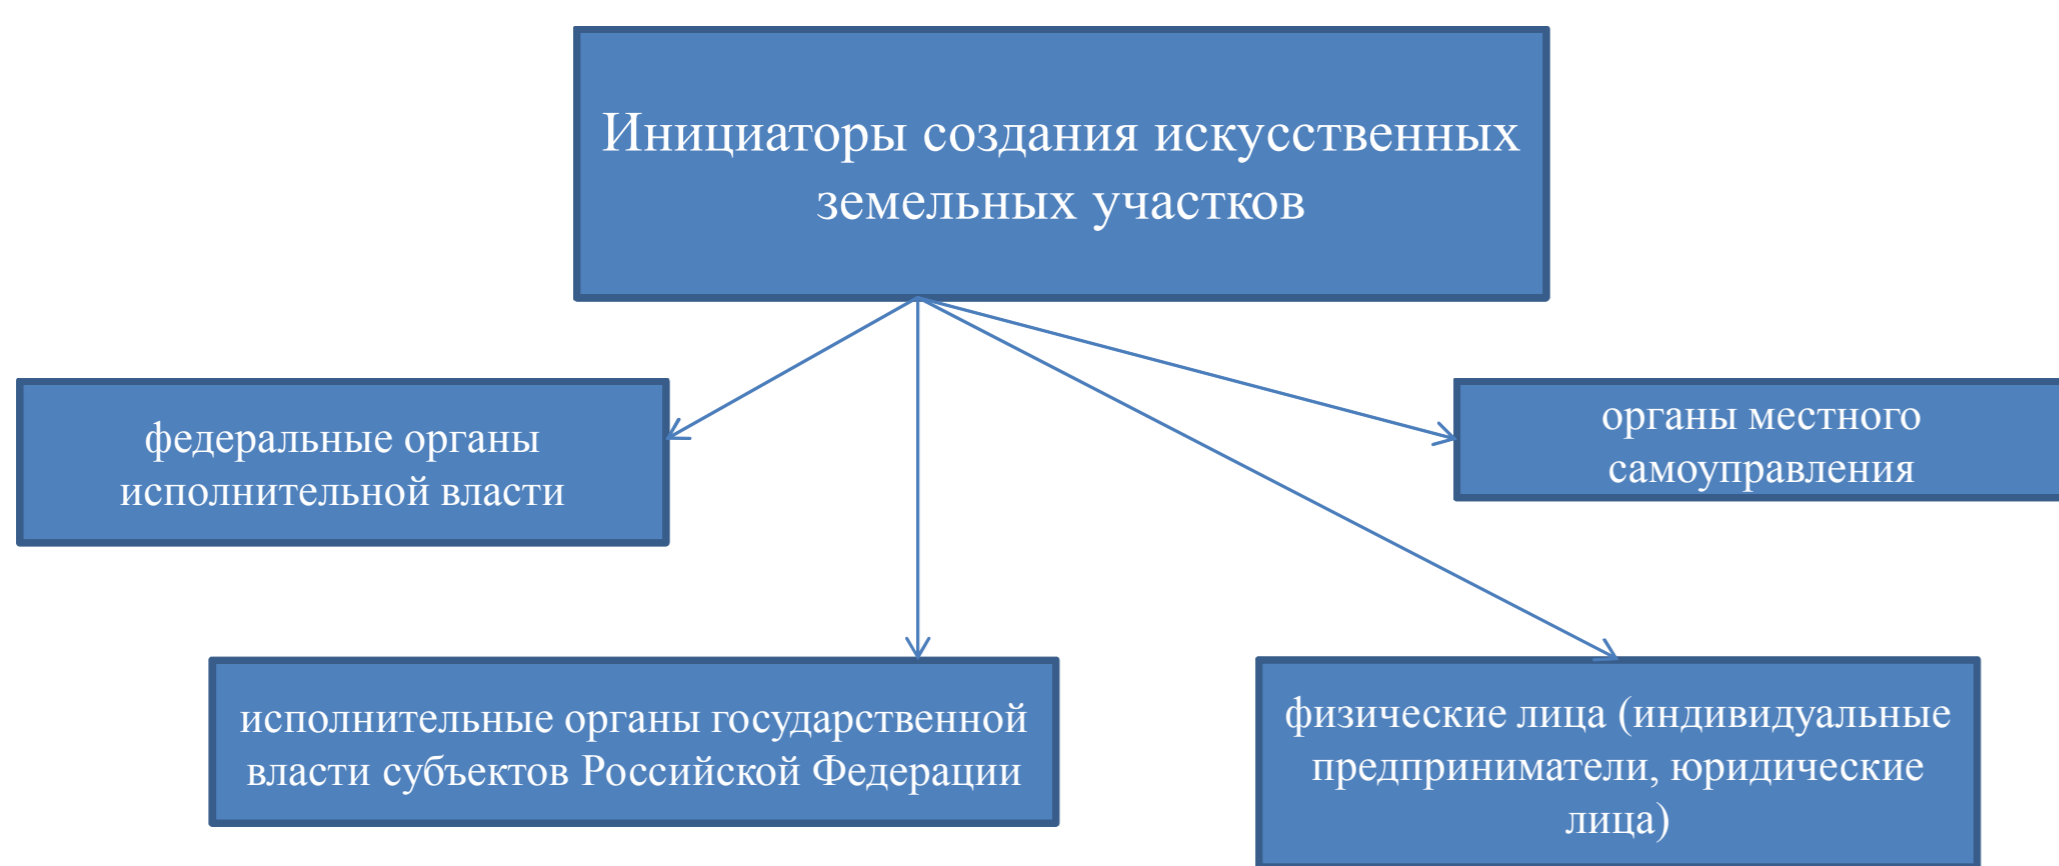 Инициаторы создания искусственных
земельных участков
федеральные органы
исполнительной власти
органы местного
самоуправления
исполнительные органы государственной
власти субъектов Российской Федерации
физические лица (индивидуальные
предприниматели, юридические
лица)